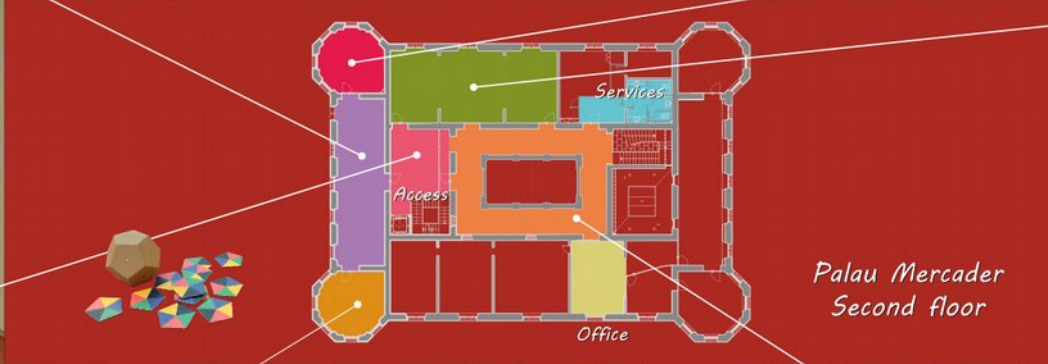 Services
Access
Palau Mercader
Second floor
Office